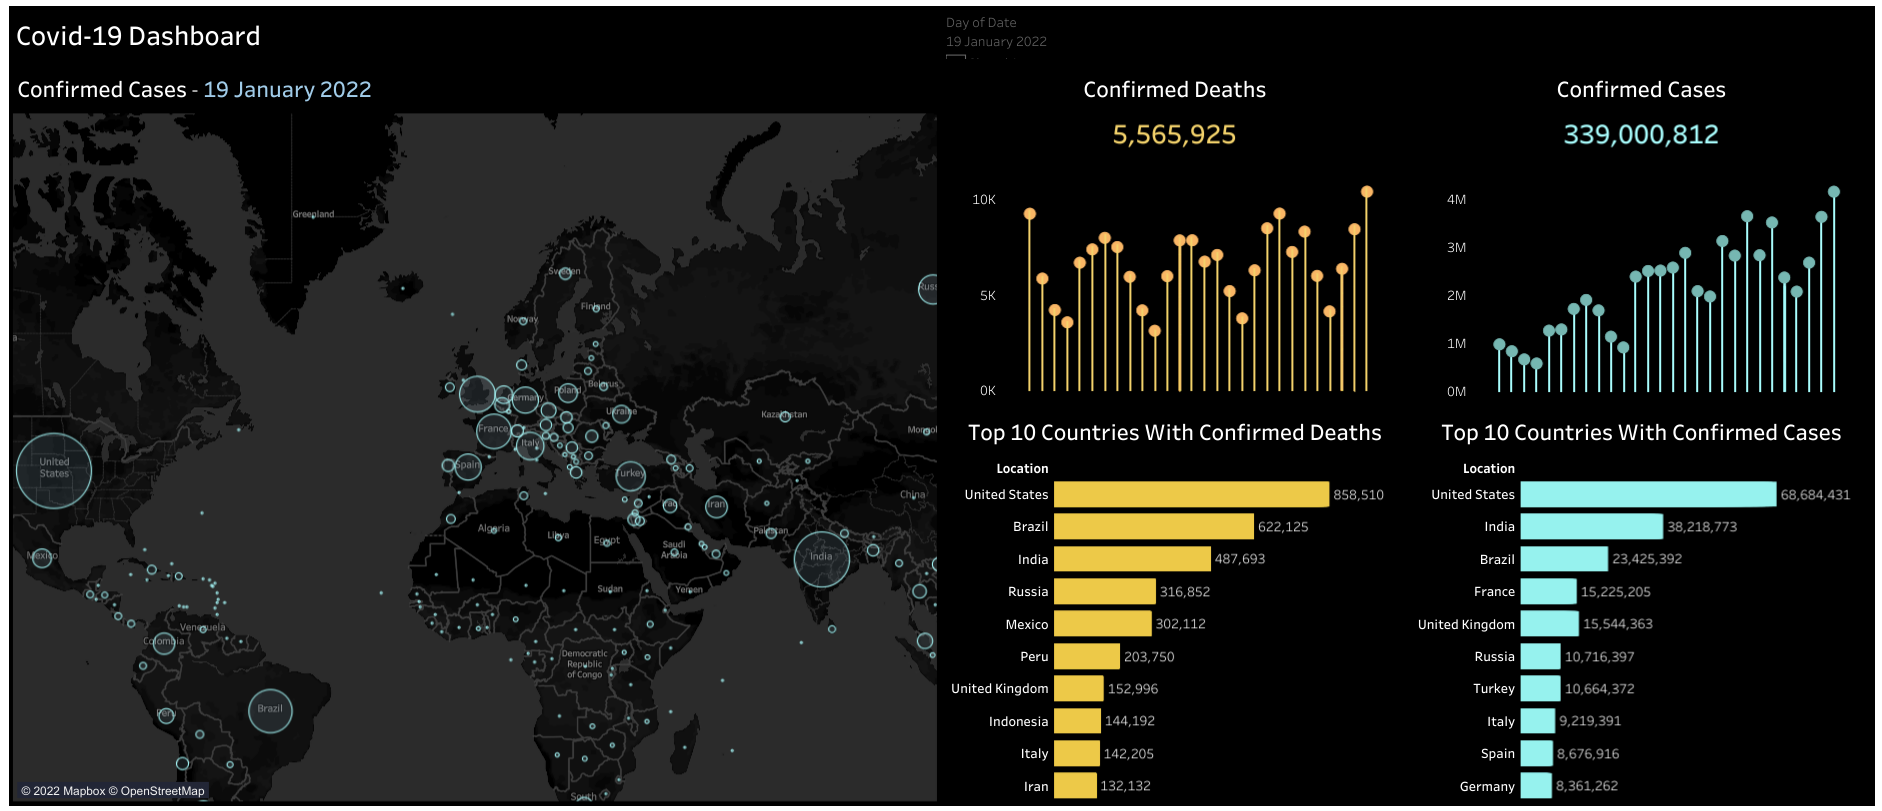 Covid-19 Dashboard
Day of Date
19 January 2022
Confirmed Cases - 19 January 2022
Greenland
Sweden
Finland
Norway
Russ
a
Poland
Belarus
Germany
Ukraine
France
Italy
Kazakhstan
Mongol
Spain
Turkey
United
States
China
Iraq
Iran
Algeria
Libya
Egypt
Pakistan
Saudi
Arabia
India
Mexico
Sudan
Yemen
Venezuela
Colombia
Democratic
Republic
of Congo
Peru
Brazil
South
© 2022 Mapbox © OpenStreetMap
Confirmed Deaths
5,565,925
10K
5K
0K
Confirmed Cases
339,000,812
4M
3M
2M
1M
0M
Top 10 Countries With Confirmed Deaths
Location
United States 858,510
Brazil 622,125
India 487,693
Russia 316,852
Mexico 302,112
Peru 203,750
United Kingdom 152,996
Indonesia 144,192
Italy 142,205
Iran 132,132
Top 10 Countries With Confirmed Cases
Location
United States 68,684,431
India 38,218,773
Brazil 23,425,392
France 15,225,205
United Kingdom 15,544,363
Russia 10,716,397
Turkey 10,664,372
Italy 9,219,391
Spain 8,676,916
Germany 8,361,262